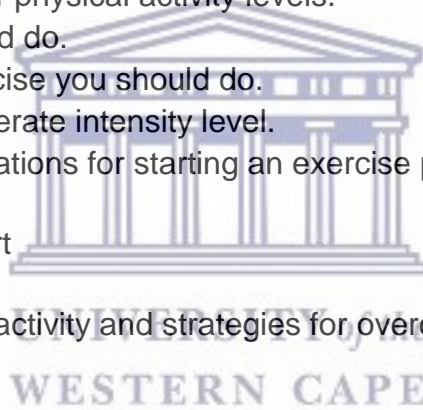 physical activity levels.
d do.
cise you should do.
erate intensity level.
ations for starting an exercise
rt
activity and strategies for over
UNIVERSITY of the
WESTERN CAPE